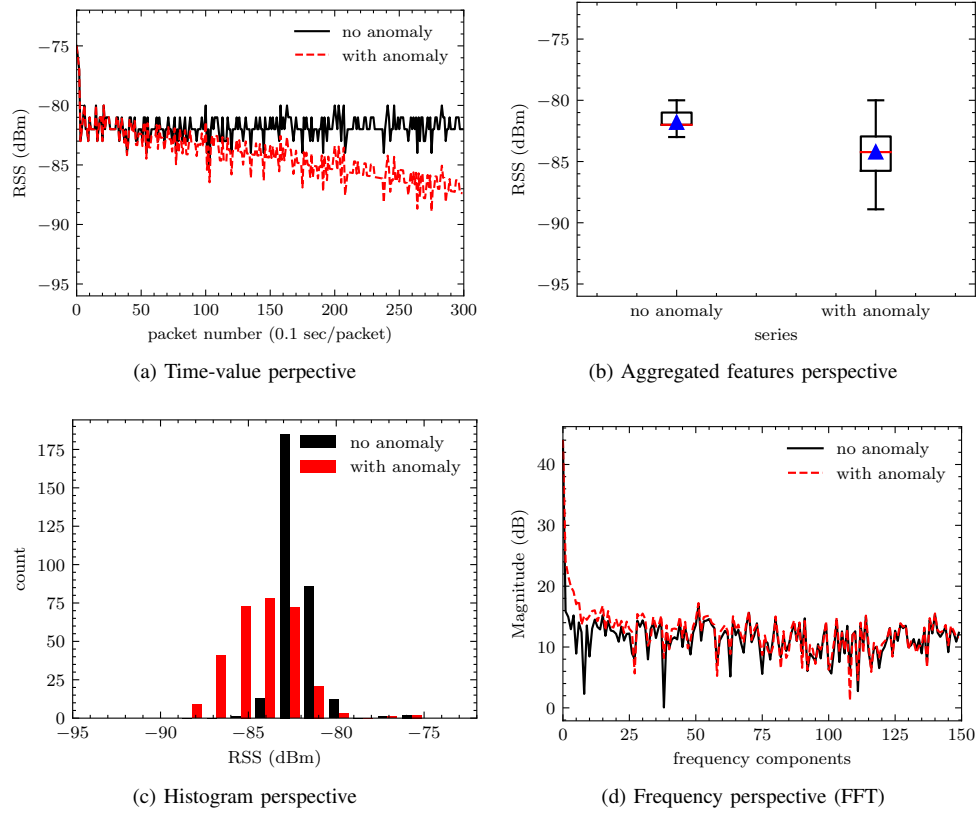 no anomaly
with anomaly
−75
−80
−85
−90
−95
RSS (dBm)
0 50 100 150 200 250 300
packet number (0.1 sec/packet)
(a) Time-value perpective
−75
−80
−85
−90
−95
RSS (dBm)
no anomaly with anomaly
series
(b) Aggregated features perspective
no anomaly
with anomaly
175
150
125
100
75
50
25
0
count
−95 −90 −85 −80 −75
RSS (dBm)
(c) Histogram perspective
no anomaly
with anomaly
40
30
20
10
0
Magnitude (dB)
0 25 50 75 100 125 150
frequency components
(d) Frequency perspective (FFT)